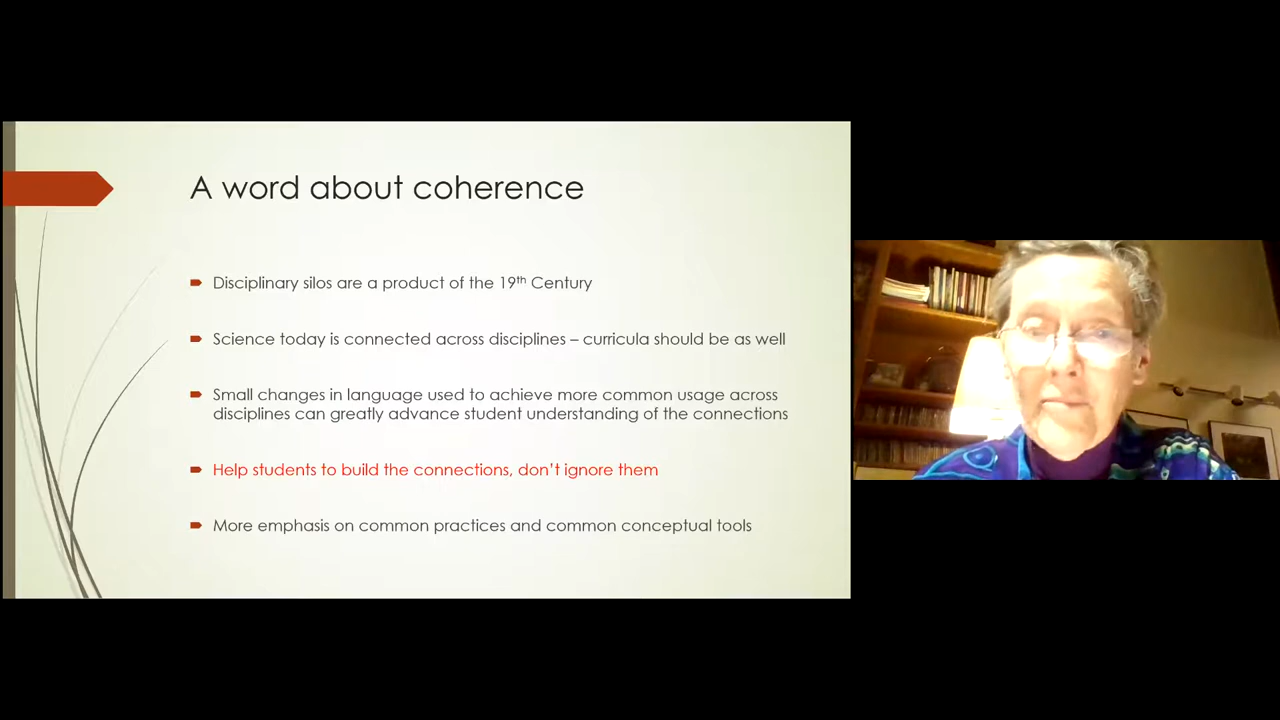 A word about coherence
Disciplinary silos are a product of the 19th Century
Science today is connected across disciplines – curricula should be as well
Small changes in language used to achieve more common usage across
disciplines can greatly advance student understanding of the connections
Help students to build the connections, don't ignore them
More emphasis on common practices and common conceptual tools